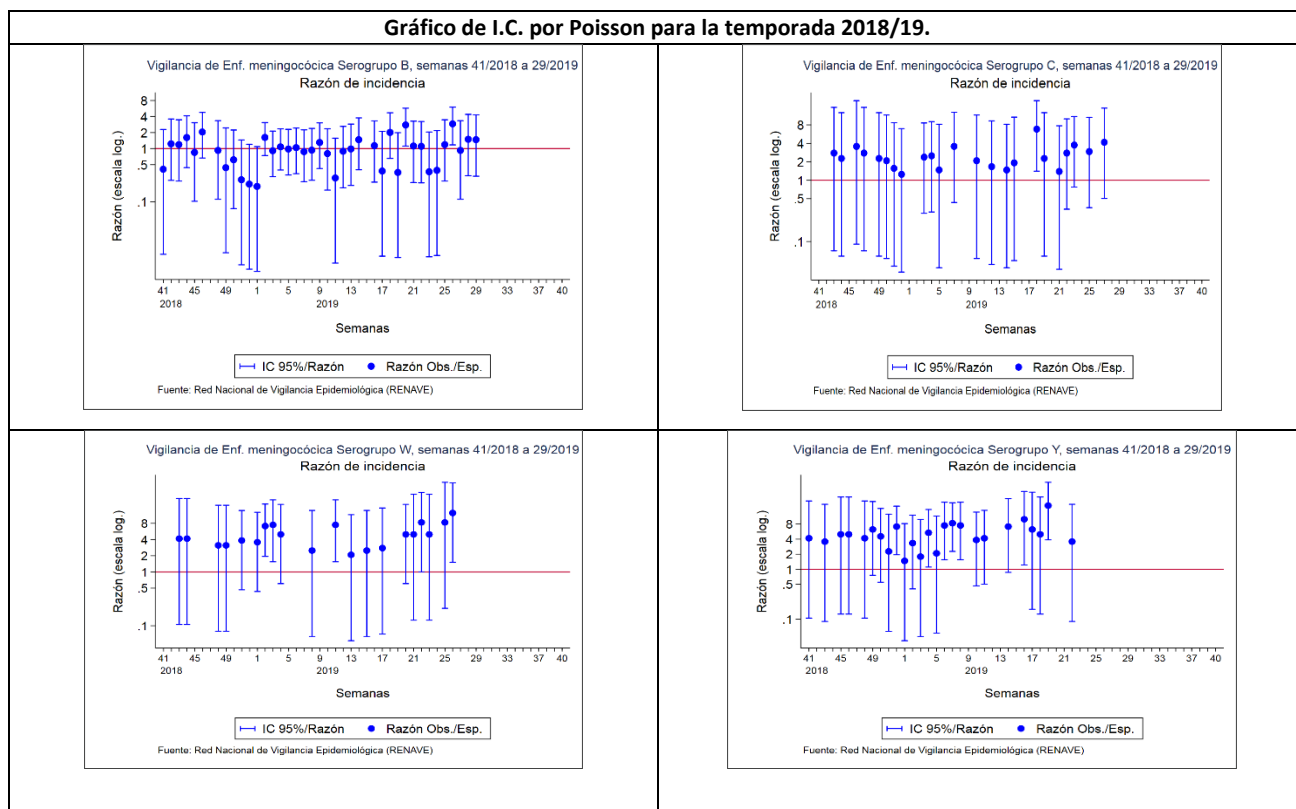 Gráfico de I.C. por Poisson para la temporada 2018/19.
Vigilancia de Enf. meningocócica Serogrupo B, semanas 41/2018 a 29/2019
Razón de incidencia
Razón (escala log.)
8
4
2
1
.5
.1
41 45 49 1 5 9 13 17 21 25 29 33 37 40
2018 2019
Semanas
IC 95%/Razón Razón Obs./Esp.
Fuente: Red Nacional de Vigilancia Epidemiológica (RENAVE)
Vigilancia de Enf. meningocócica Serogrupo C, semanas 41/2018 a 29/2019
Razón de incidencia
Razón (escala log.)
8
4
2
1
.5
.1
41 45 49 1 5 9 13 17 21 25 29 33 37 40
2018 2019
Semanas
IC 95%/Razón Razón Obs./Esp.
Fuente: Red Nacional de Vigilancia Epidemiológica (RENAVE)
Vigilancia de Enf. meningocócica Serogrupo W, semanas 41/2018 a 29/2019
Razón de incidencia
Razón (escala log.)
8
4
2
1
.5
.1
41 45 49 1 5 9 13 17 21 25 29 33 37 40
2018 2019
Semanas
IC 95%/Razón Razón Obs./Esp.
Fuente: Red Nacional de Vigilancia Epidemiológica (RENAVE)
Vigilancia de Enf. meningocócica Serogrupo Y, semanas 41/2018 a 29/2019
Razón de incidencia
Razón (escala log.)
8
4
2
1
.5
.1
41 45 49 1 5 9 13 17 21 25 29 33 37 40
2018 2019
Semanas
IC 95%/Razón Razón Obs./Esp.
Fuente: Red Nacional de Vigilancia Epidemiológica (RENAVE)